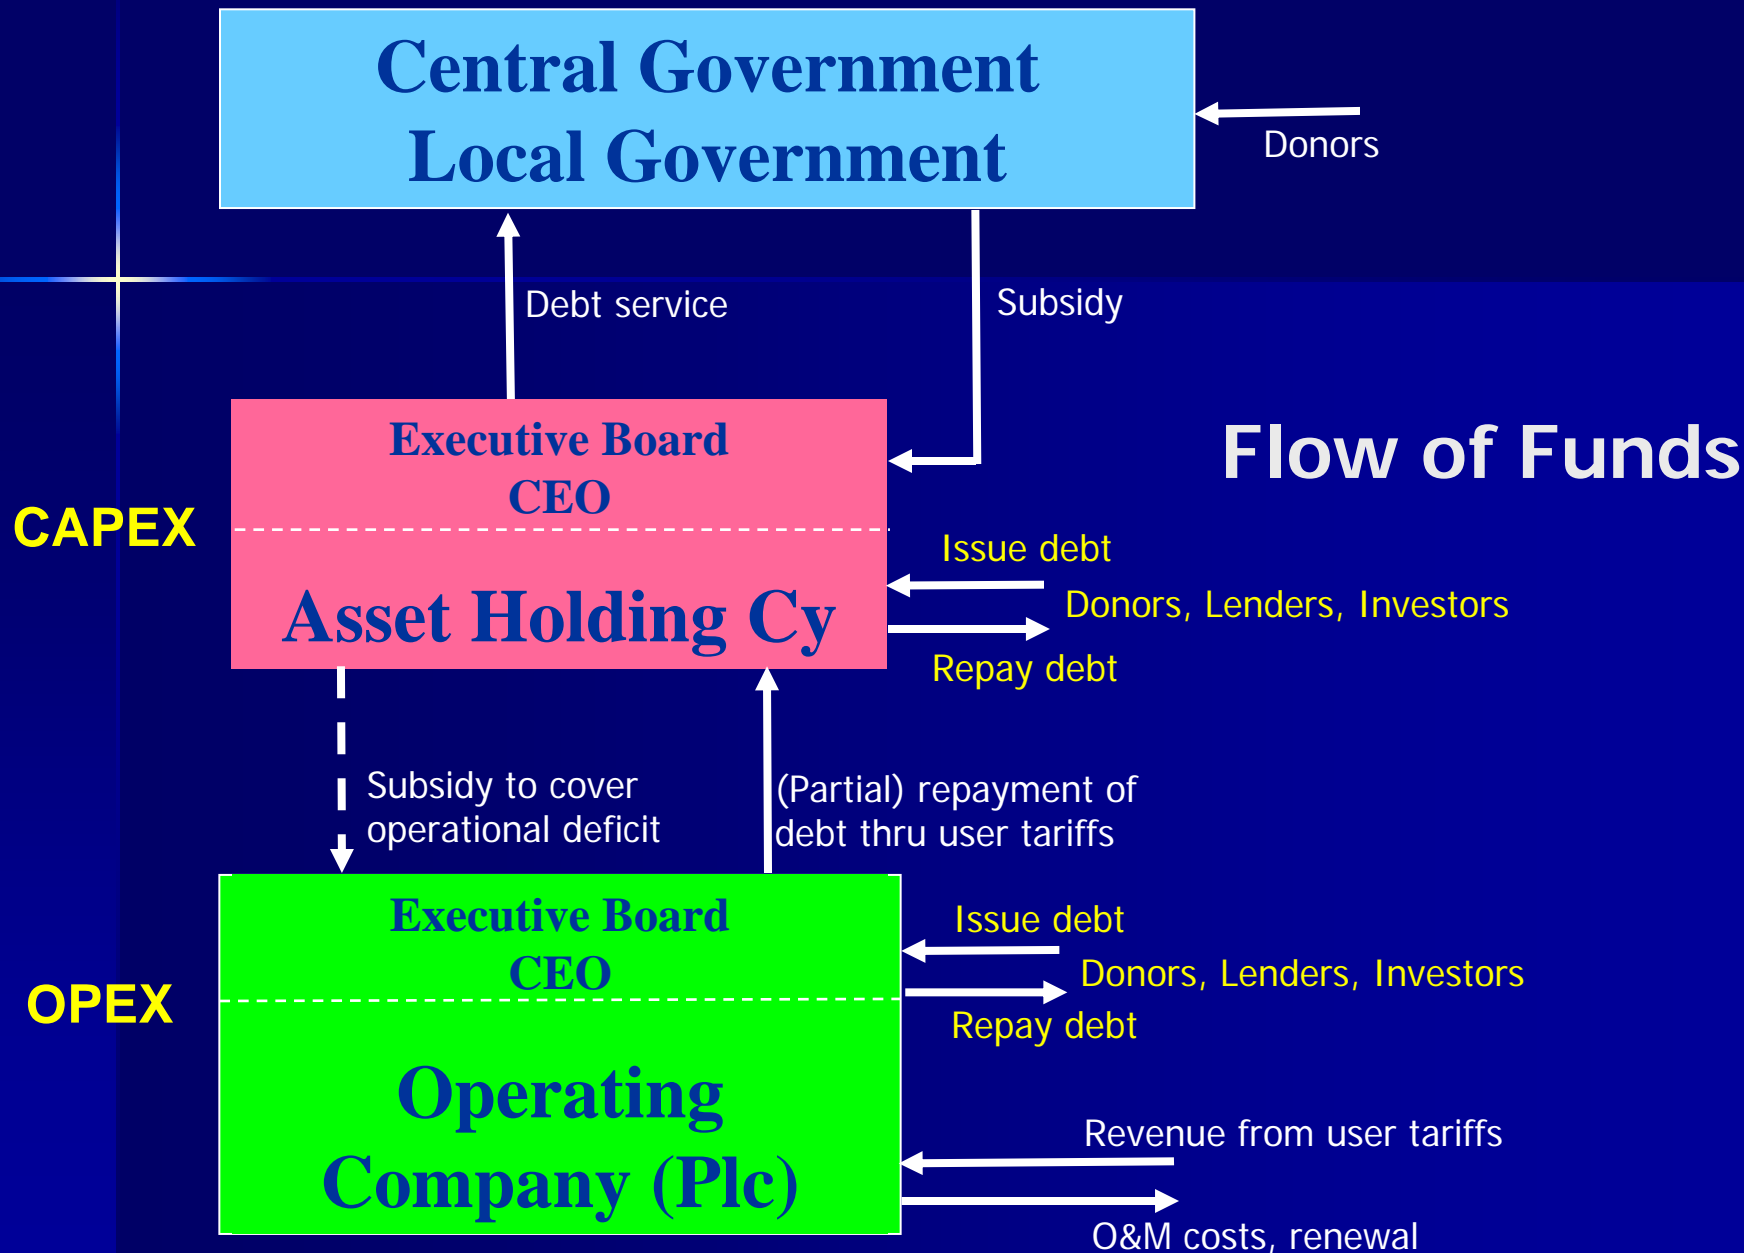 Central Government
Local Government
Donors
Debt service
Subsidy
Flow of Funds
CAPEX
Executive Board
CEO
Asset Holding Cy
Issue debt
Donors, Lenders, Investors
Repay debt
Subsidy to cover
operational deficit
(Partial) repayment of
debt thru user tariffs
OPEX
Executive Board
CEO
Operating
Company (Plc)
Issue debt
Donors, Lenders, Investors
Repay debt
Revenue from user tariffs
O&M costs, renewal